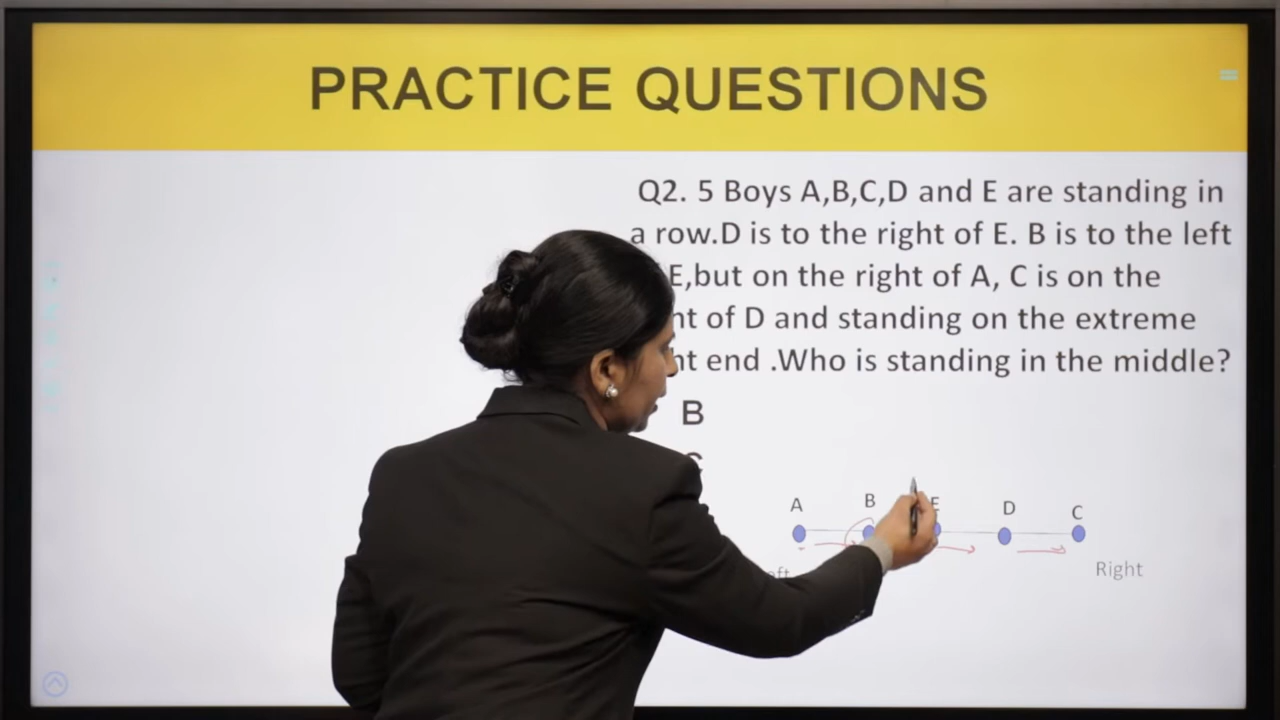 PRACTICE QUESTIONS
Q2. 5 Boys A,B,C,D and E are standing in
a row.D is to the right of E. B is to the left
E,but on the right of A, C is on the
of D and standing on the extreme
end .Who is standing in the middle?
B
A B E D C
Right